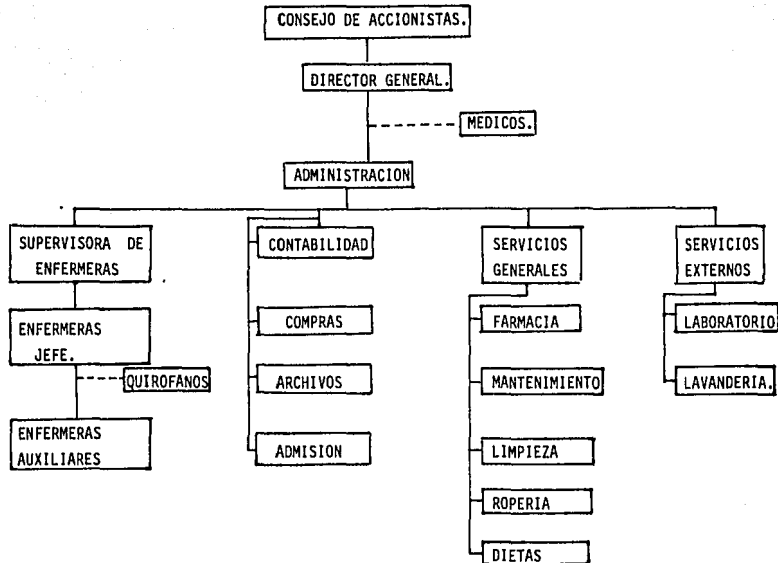 CONSEJO DE ACCIONISTAS.
DIRECTOR GENERAL.
MEDICOS.
ADMINISTRACION
SUPERVISORA DE
ENFERMERAS
ENFERMERAS
JEFE.
QUIROFANOS
ENFERMERAS
AUXILIARES
CONTABILIDAD
COMPRAS
ARCHIVOS
ADMISION
SERVICIOS
GENERALES
FARMACIA
MANTENIMIENTO
LIMPIEZA
ROPERIA
DIETAS
SERVICIOS
EXTERNOS
LABORATORIO
LAVANDERIA.